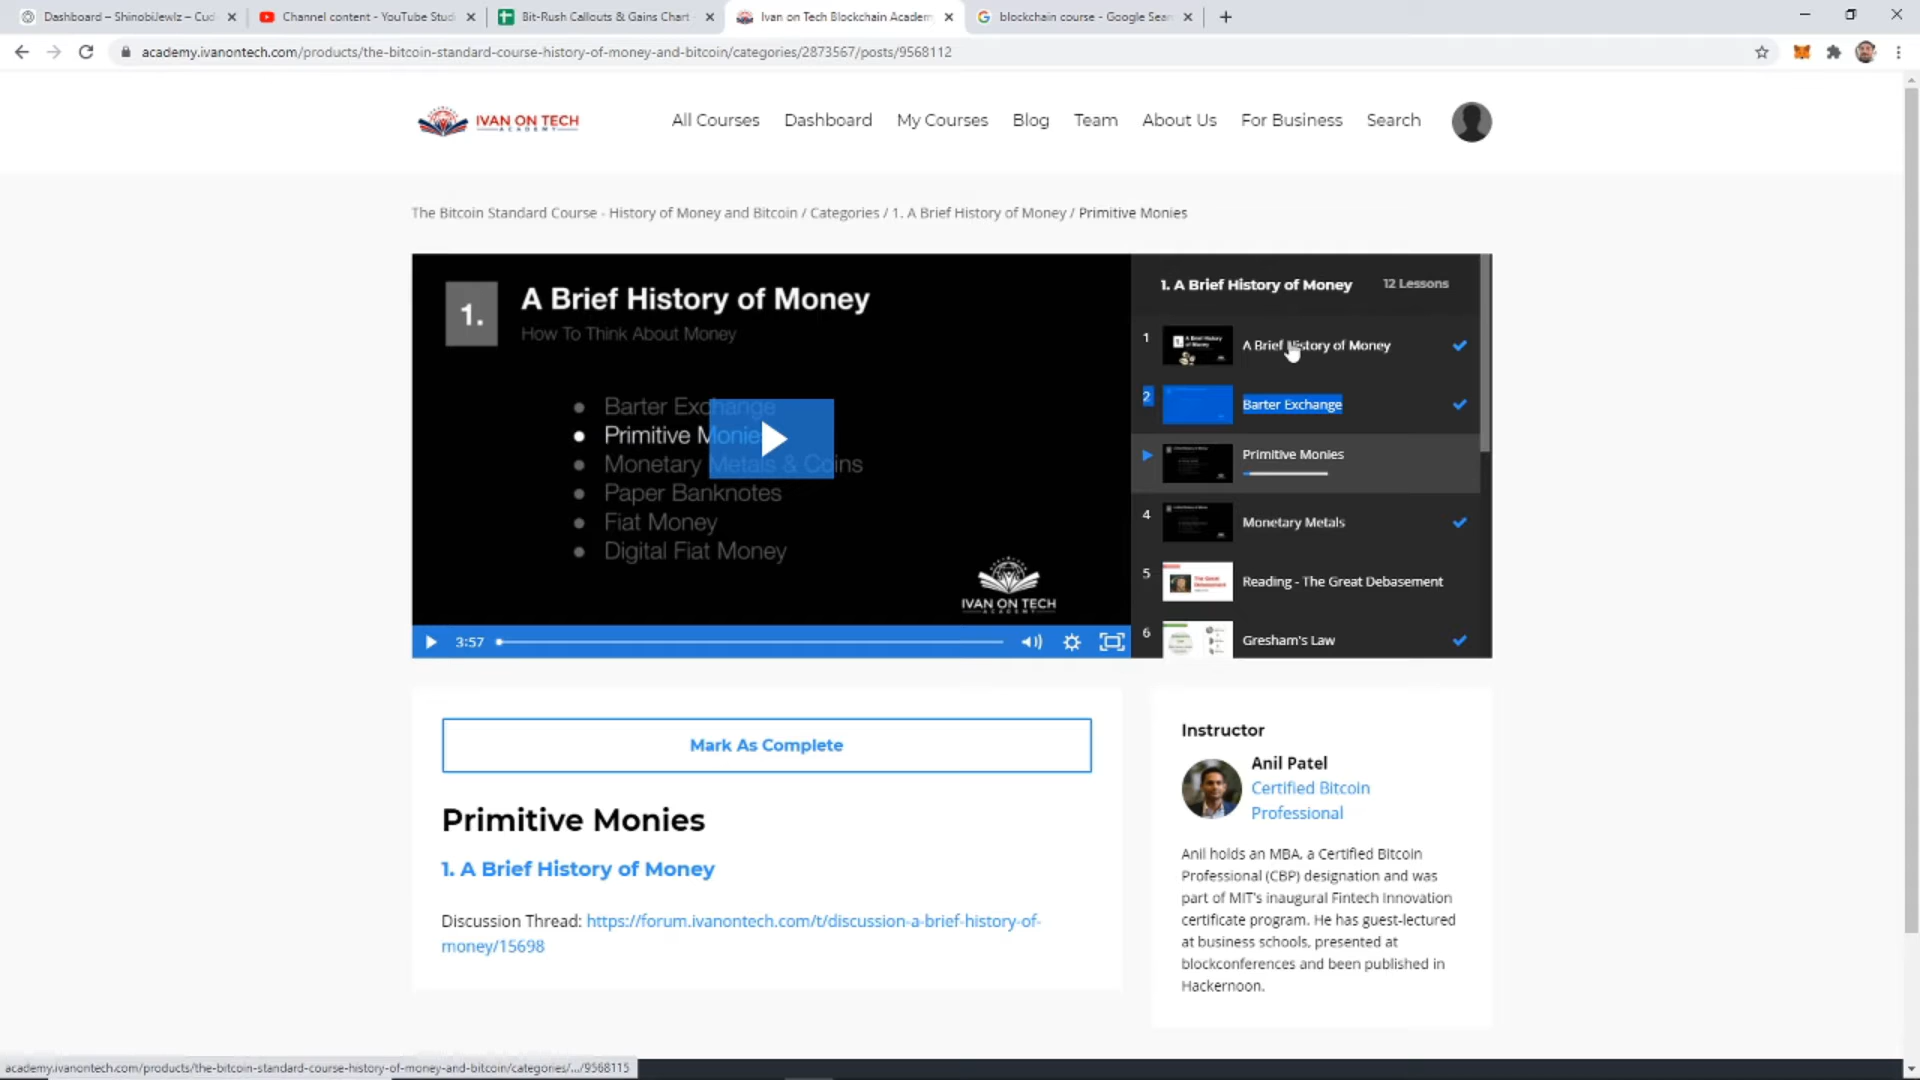 Dashboard – ShinobiJewlz – Cud
Channel content - YouTube Studi
Bit-Rush Callouts & Gains Chart -
Ivan on Tech Blockchain Academ
blockchain course - Google Sear
academy.ivanontech.com/products/the-bitcoin-standard-course-history-of-money-and-bitcoin/categories/2873567/posts/9568112
IVAN ON TECH
ACADEMY
All Courses
Dashboard
My Courses
Blog
Team
About Us
For Business
Search
The Bitcoin Standard Course - History of Money and Bitcoin / Categories / 1. A Brief History of Money / Primitive Monies
1.
A Brief History of Money
How To Think About Money
Barter Exchange
Primitive Monies
Monetary Metals & Coins
Paper Banknotes
Fiat Money
Digital Fiat Money
IVAN ON TECH
ACADEMY
3:57
1. A Brief History of Money
12 Lessons
1
A Brief History of Money
2
Barter Exchange
Primitive Monies
4
Monetary Metals
5
Reading - The Great Debasement
6
Gresham's Law
Mark As Complete
Primitive Monies
1. A Brief History of Money
Discussion Thread: https://forum.ivanontech.com/t/discussion-a-brief-history-of-
money/15698
Instructor
Anil Patel
Certified Bitcoin
Professional
Anil holds an MBA, a Certified Bitcoin
Professional (CBP) designation and was
part of MIT's inaugural Fintech Innovation
certificate program. He has guest-lectured
at business schools, presented at
blockconferences and been published in
Hackernoon.
academy.ivanontech.com/products/the-bitcoin-standard-course-history-of-money-and-bitcoin/categories/.../9568115